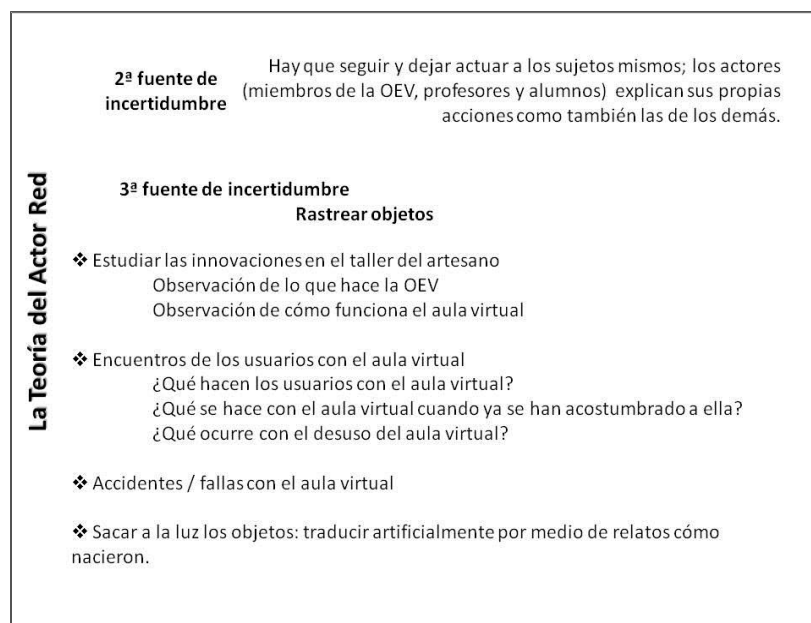 La Teoría del Actor Red
2ª fuente de
incertidumbre
Hay que seguir y dejar actuar a los sujetos mismos; los actores
(miembros de la OEV, profesores y alumnos) explican sus propias
acciones como también las de los demás.
3ª fuente de incertidumbre
Rastrear objetos
❖ Estudiar las innovaciones en el taller del artesano
Observación de lo que hace la OEV
Observación de cómo funciona el aula virtual
❖ Encuentros de los usuarios con el aula virtual
¿Qué hacen los usuarios con el aula virtual?
¿Qué se hace con el aula virtual cuando ya se han acostumbrado a ella?
¿Qué ocurre con el desuso del aula virtual?
❖ Accidentes / fallas con el aula virtual
❖ Sacar a la luz los objetos: traducir artificialmente por medio de relatos cómo
nacieron.